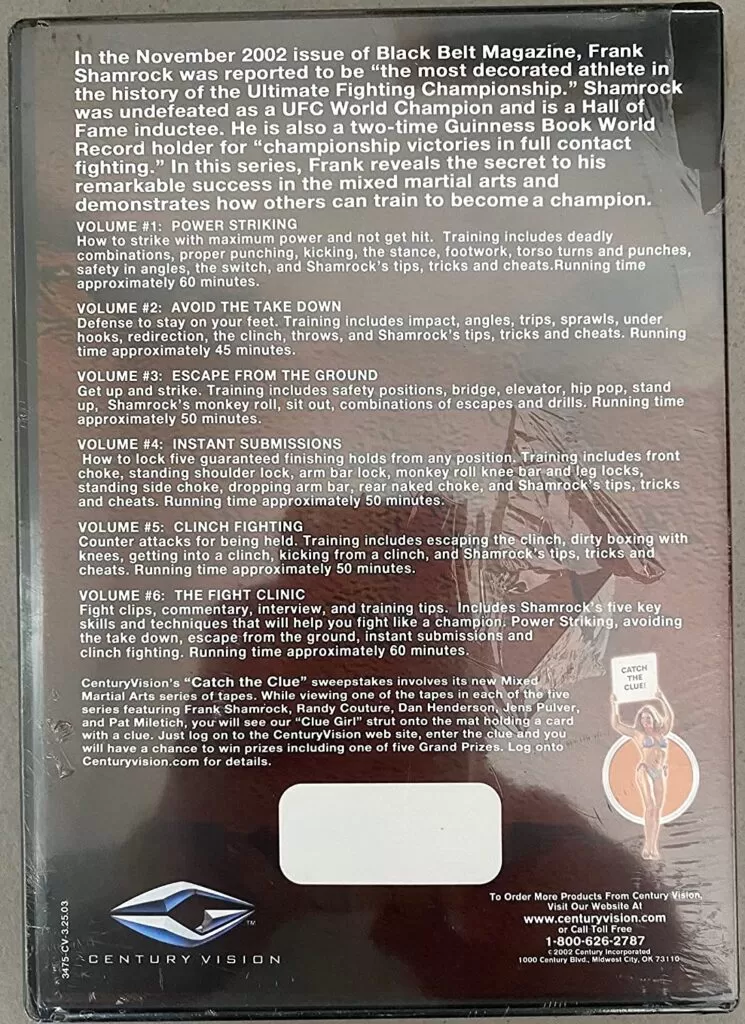 In the November 2002 issue of Black Belt Magazine, Frank
Shamrock was reported to be “the most decorated athlete in
the history of the Ultimate Fighting Championship.” Shamrock
was undefeated as a UFC World Champion and is a Hall of
Fame inductee. He is also a two-time Guinness Book World
Record holder for “championship victories in full contact
fighting.” In this series, Frank reveals the secret to his
remarkable success in the mixed martial arts and
demonstrates how others can train to become a champion.
VOLUME #1: POWER STRIKING
How to strike with maximum power and not get hit. Training includes deadly
combinations, proper punching, kicking, the stance, footwork, torso turns and punches,
safety in angles, the switch, and Shamrock's tips, tricks and cheats.Running time
approximately 60 minutes.
VOLUME #2: AVOID THE TAKE DOWN
Defense to stay on your feet. Training includes impact, angles, trips, sprawls, under
hooks, redirection, the clinch, throws, and Shamrock's tips, tricks and cheats. Running
time approximately 45 minutes.
VOLUME #3: ESCAPE FROM THE GROUND
Get up and strike. Training includes safety positions, bridge, elevator, hip pop, stand
up, Shamrock's monkey roll, sit out, combinations of escapes and drills. Running time
approximately 50 minutes.
VOLUME #4: INSTANT SUBMISSIONS
How to lock five guaranteed finishing holds from any position. Training includes front
choke, standing shoulder lock, arm bar lock, monkey roll knee bar and leg locks,
standing side choke, dropping arm bar, rear naked choke, and Shamrock's tips, tricks
and cheats. Running time approximately 50 minutes.
VOLUME #5: CLINCH FIGHTING
Counter attacks for being held. Training includes escaping the clinch, dirty boxing with
knees, getting into a clinch, kicking from a clinch, and Shamrock's tips, tricks and
cheats. Running time approximately 50 minutes.
VOLUME #6: THE FIGHT CLINIC
Fight clips, commentary, interview, and training tips. Includes Shamrock's five key
skills and techniques that will help you fight like a champion. Power Striking, avoiding
the take down, escape from the ground, instant submissions and
clinch fighting. Running time approximately 60 minutes.
CenturyVision's “Catch the Clue” sweepstakes involves its new Mixed
Martial Arts series of tapes. While viewing one of the tapes in each of the five
series featuring Frank Shamrock, Randy Couture, Dan Henderson, Jens Pulver,
and Pat Miletich, you will see our “Clue Girl” strut onto the mat holding a card
with a clue. Just log on to the CenturyVision web site, enter the clue and you
will have a chance to win prizes including one of five Grand Prizes. Log onto
Centuryvision.com for details.
CATCH
THE
CLUE!
3475-CV-3.25.03
TM
CENTURY VISION
To Order More Products From Century Vision,
Visit Our Website At
www.centuryvision.com
or Call Toll Free
1-800-626-2787
©2002 Century Incorporated
1000 Century Blvd., Midwest City, OK 73110